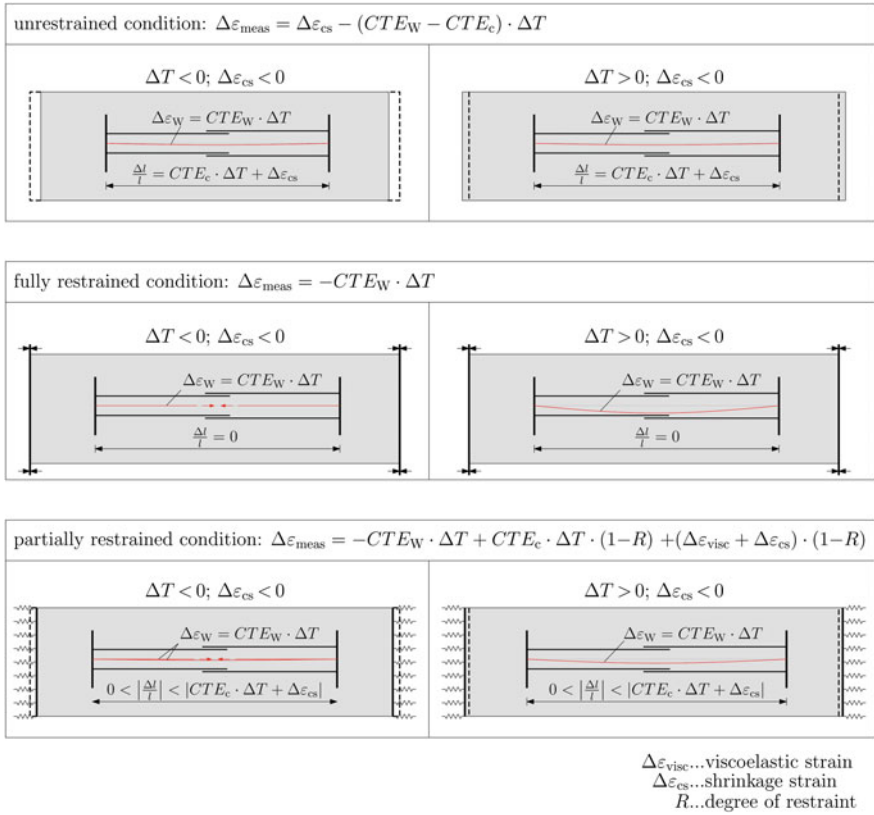 unrestrained condition: Δε_meas = Δε_cs − (CTE_W − CTE_c) · ΔT
ΔT < 0; Δε_cs < 0
Δε_W = CTE_W · ΔT
Δl/l = CTE_c · ΔT + Δε_cs
ΔT > 0; Δε_cs < 0
Δε_W = CTE_W · ΔT
Δl/l = CTE_c · ΔT + Δε_cs
fully restrained condition: Δε_meas = −CTE_W · ΔT
ΔT < 0; Δε_cs < 0
Δε_W = CTE_W · ΔT
Δl/l = 0
ΔT > 0; Δε_cs < 0
Δε_W = CTE_W · ΔT
Δl/l = 0
partially restrained condition: Δε_meas = −CTE_W · ΔT + CTE_c · ΔT · (1−R) +(Δε_visc + Δε_cs) · (1−R)
ΔT < 0; Δε_cs < 0
Δε_W = CTE_W · ΔT
0 < |Δl/l| < |CTE_c · ΔT + Δε_cs|
ΔT > 0; Δε_cs < 0
Δε_W = CTE_W · ΔT
0 < |Δl/l| < |CTE_c · ΔT + Δε_cs|
Δε_visc...viscoelastic strain
Δε_cs...shrinkage strain
R...degree of restraint